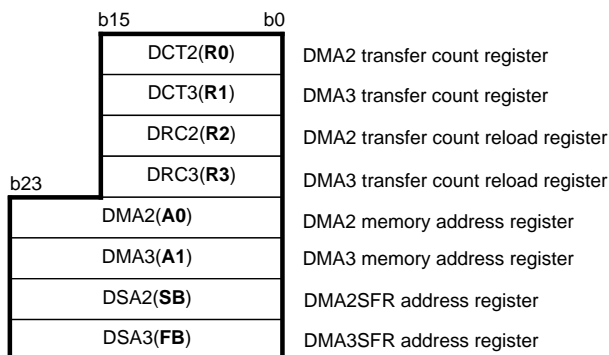 b15 b0
DCT2(R0) DMA2 transfer count register
DCT3(R1) DMA3 transfer count register
DRC2(R2) DMA2 transfer count reload register
b23 DRC3(R3) DMA3 transfer count reload register
DMA2(A0) DMA2 memory address register
DMA3(A1) DMA3 memory address register
DSA2(SB) DMA2SFR address register
DSA3(FB) DMA3SFR address register